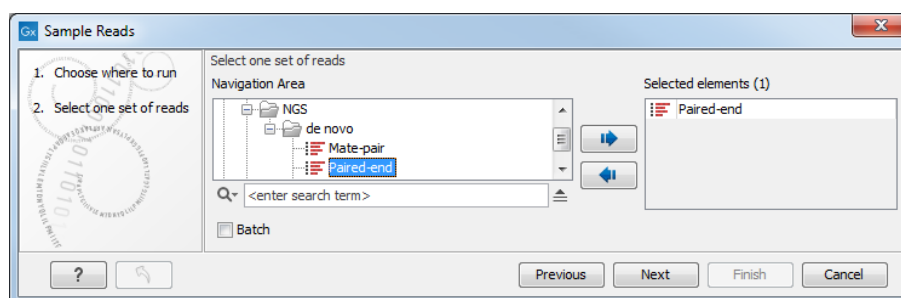 Gx Sample Reads
1. Choose where to run
2. Select one set of reads
Select one set of reads
Navigation Area
NGS
de novo
Mate-pair
Paired-end
<enter search term>
Batch
Selected elements (1)
Paired-end
?
Previous
Next
Finish
Cancel